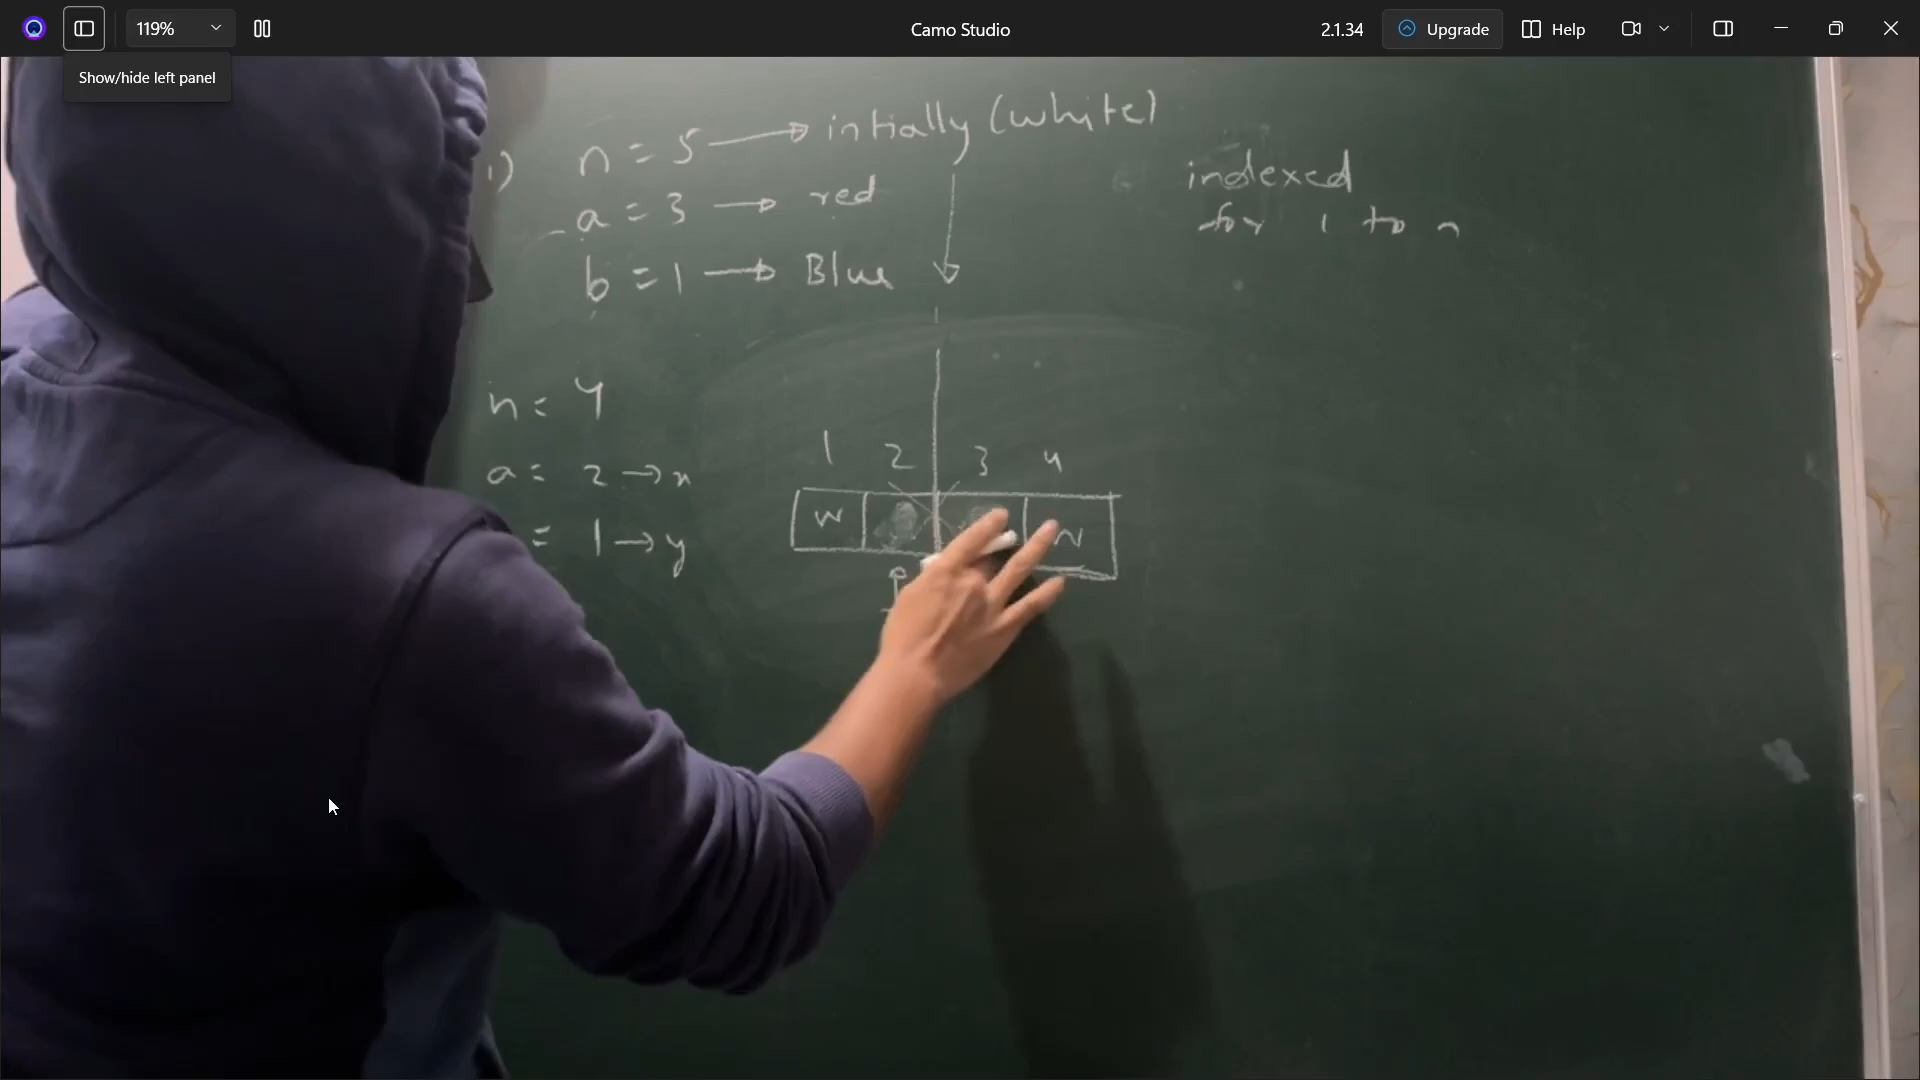 119%
Camo Studio
2.1.34
Upgrade
Help
Show/hide left panel
1) n = 5 → intially (white)
a = 3 → red
b = 1 → Blue
indexed
for 1 to n
n = 4
a = 2 → x
= 1 → y
1 2 3 4
W W